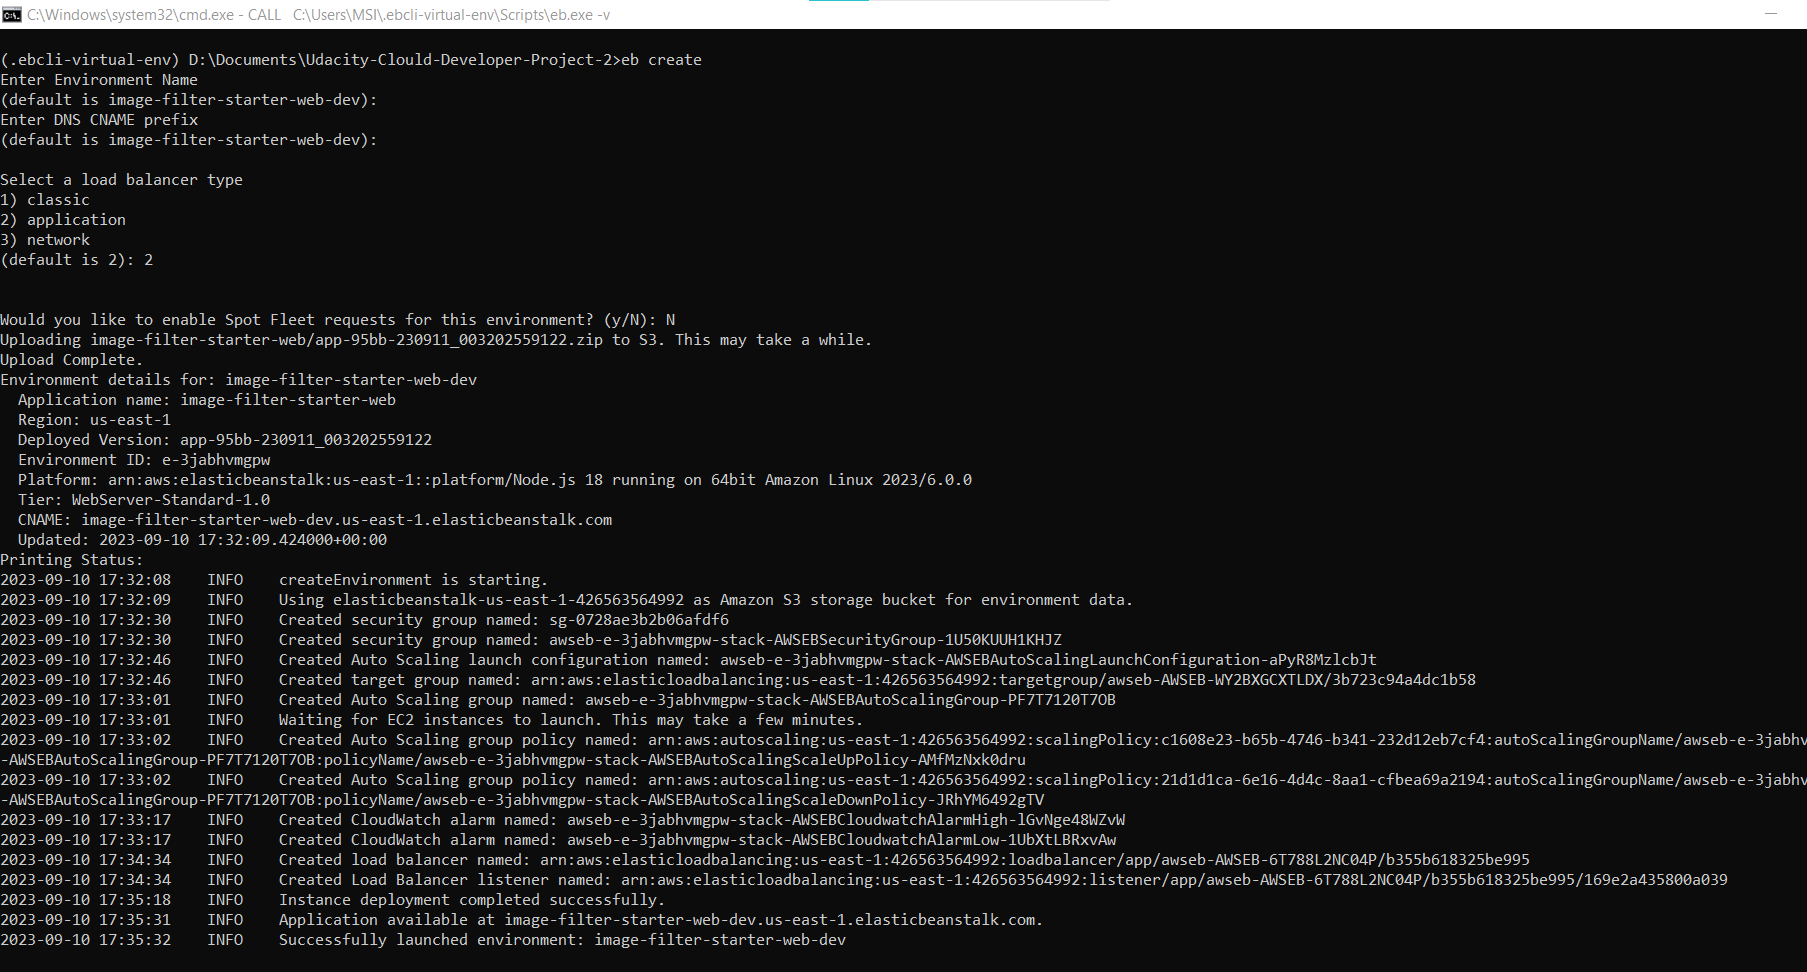 C:\Windows\system32\cmd.exe - CALL C:\Users\MSI\.ebcli-virtual-env\Scripts\eb.exe -v
(.ebcli-virtual-env) D:\Documents\Udacity-Clould-Developer-Project-2>eb create
Enter Environment Name
(default is image-filter-starter-web-dev):
Enter DNS CNAME prefix
(default is image-filter-starter-web-dev):
Select a load balancer type
1) classic
2) application
3) network
(default is 2): 2
Would you like to enable Spot Fleet requests for this environment? (y/N): N
Uploading image-filter-starter-web/app-95bb-230911_003202559122.zip to S3. This may take a while.
Upload Complete.
Environment details for: image-filter-starter-web-dev
  Application name: image-filter-starter-web
  Region: us-east-1
  Deployed Version: app-95bb-230911_003202559122
  Environment ID: e-3jabhvmgpw
  Platform: arn:aws:elasticbeanstalk:us-east-1::platform/Node.js 18 running on 64bit Amazon Linux 2023/6.0.0
  Tier: WebServer-Standard-1.0
  CNAME: image-filter-starter-web-dev.us-east-1.elasticbeanstalk.com
  Updated: 2023-09-10 17:32:09.424000+00:00
Printing Status:
2023-09-10 17:32:08    INFO    createEnvironment is starting.
2023-09-10 17:32:09    INFO    Using elasticbeanstalk-us-east-1-426563564992 as Amazon S3 storage bucket for environment data.
2023-09-10 17:32:30    INFO    Created security group named: sg-0728ae3b2b06afdf6
2023-09-10 17:32:30    INFO    Created security group named: awseb-e-3jabhvmgpw-stack-AWSEBSecurityGroup-1U50KUUH1KHJZ
2023-09-10 17:32:46    INFO    Created Auto Scaling launch configuration named: awseb-e-3jabhvmgpw-stack-AWSEBAutoScalingLaunchConfiguration-aPyR8MzlcbJt
2023-09-10 17:32:46    INFO    Created target group named: arn:aws:elasticloadbalancing:us-east-1:426563564992:targetgroup/awseb-AWSEB-WY2BXGCXTLDX/3b723c94a4dc1b58
2023-09-10 17:33:01    INFO    Created Auto Scaling group named: awseb-e-3jabhvmgpw-stack-AWSEBAutoScalingGroup-PF7T7120T7OB
2023-09-10 17:33:01    INFO    Waiting for EC2 instances to launch. This may take a few minutes.
2023-09-10 17:33:02    INFO    Created Auto Scaling group policy named: arn:aws:autoscaling:us-east-1:426563564992:scalingPolicy:c1608e23-b65b-4746-b341-232d12eb7cf4:autoScalingGroupName/awseb-e-3jabhv
-AWSEBAutoScalingGroup-PF7T7120T7OB:policyName/awseb-e-3jabhvmgpw-stack-AWSEBAutoScalingScaleUpPolicy-AMfMzNxk0dru
2023-09-10 17:33:02    INFO    Created Auto Scaling group policy named: arn:aws:autoscaling:us-east-1:426563564992:scalingPolicy:21d1d1ca-6e16-4d4c-8aa1-cfbea69a2194:autoScalingGroupName/awseb-e-3jabhv
-AWSEBAutoScalingGroup-PF7T7120T7OB:policyName/awseb-e-3jabhvmgpw-stack-AWSEBAutoScalingScaleDownPolicy-JRhYM6492gTV
2023-09-10 17:33:17    INFO    Created CloudWatch alarm named: awseb-e-3jabhvmgpw-stack-AWSEBCloudwatchAlarmHigh-lGvNge48WZvW
2023-09-10 17:33:17    INFO    Created CloudWatch alarm named: awseb-e-3jabhvmgpw-stack-AWSEBCloudwatchAlarmLow-1UbXtLBRxvAw
2023-09-10 17:34:34    INFO    Created load balancer named: arn:aws:elasticloadbalancing:us-east-1:426563564992:loadbalancer/app/awseb-AWSEB-6T788L2NC04P/b355b618325be995
2023-09-10 17:34:34    INFO    Created Load Balancer listener named: arn:aws:elasticloadbalancing:us-east-1:426563564992:listener/app/awseb-AWSEB-6T788L2NC04P/b355b618325be995/169e2a435800a039
2023-09-10 17:35:18    INFO    Instance deployment completed successfully.
2023-09-10 17:35:31    INFO    Application available at image-filter-starter-web-dev.us-east-1.elasticbeanstalk.com.
2023-09-10 17:35:32    INFO    Successfully launched environment: image-filter-starter-web-dev